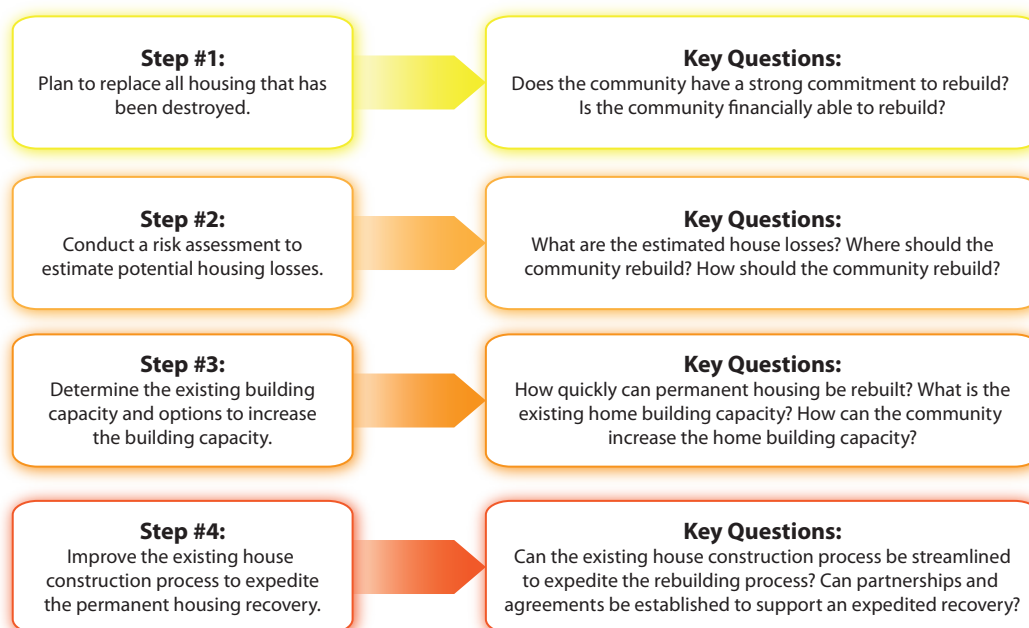 Step #1:
Plan to replace all housing that has
been destroyed.
Key Questions:
Does the community have a strong commitment to rebuild?
Is the community financially able to rebuild?
Step #2:
Conduct a risk assessment to
estimate potential housing losses.
Key Questions:
What are the estimated house losses? Where should the
community rebuild? How should the community rebuild?
Step #3:
Determine the existing building
capacity and options to increase
the building capacity.
Key Questions:
How quickly can permanent housing be rebuilt? What is the
existing home building capacity? How can the community
increase the home building capacity?
Step #4:
Improve the existing house
construction process to expedite
the permanent housing recovery.
Key Questions:
Can the existing house construction process be streamlined
to expedite the rebuilding process? Can partnerships and
agreements be established to support an expedited recovery?